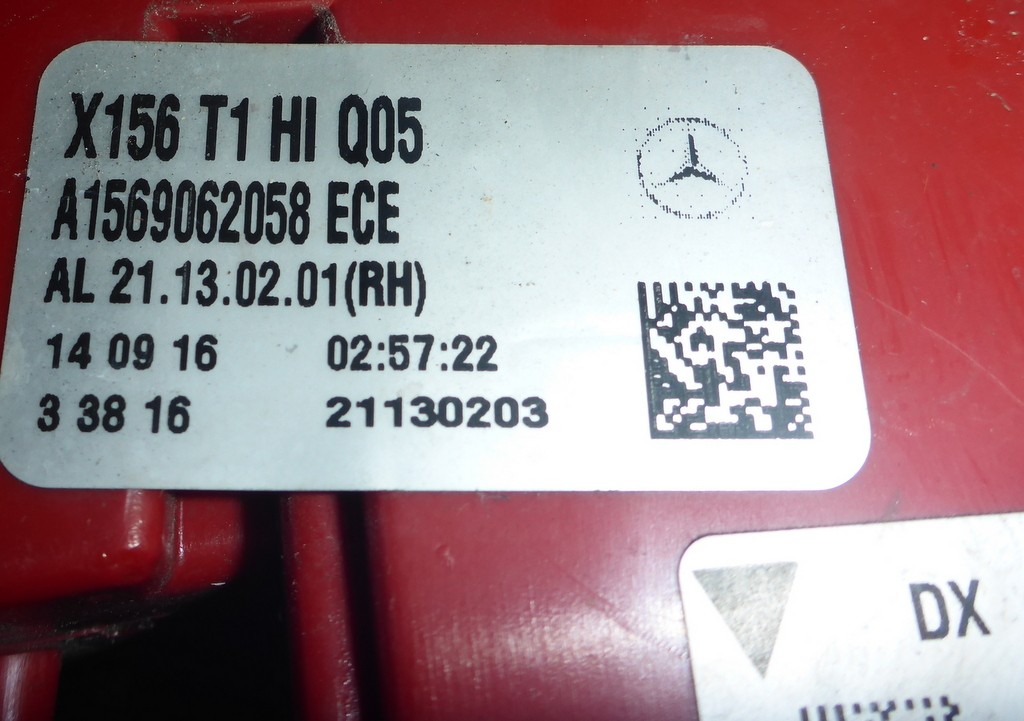 X156 T1 HI Q05
A1569062058 ECE
AL 21.13.02.01(RH)
14 09 16 02:57:22
3 38 16 21130203
DX